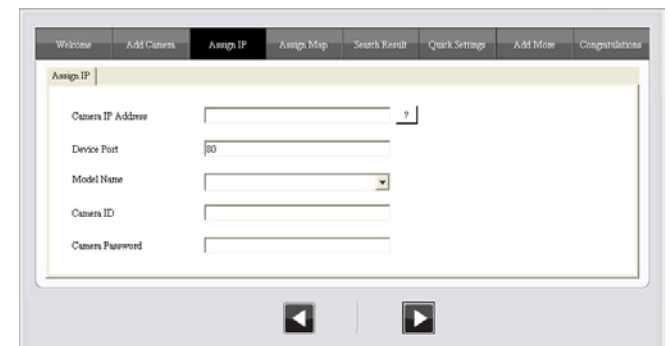 Welcome Add Camera Assign IP Assign Map Search Result Quick Settings Add More Congratulations
Assign IP
Camera IP Address ?
Device Port 80
Model Name
Camera ID
Camera Password